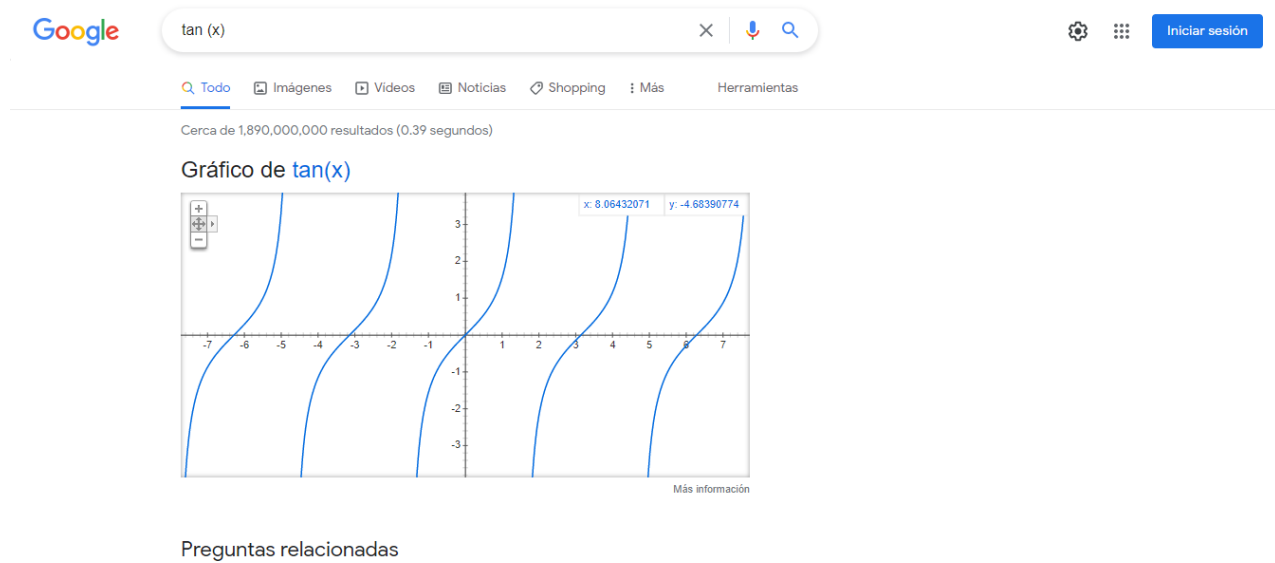 Google
tan (x)
Iniciar sesión
Todo Imágenes Videos Noticias Shopping Más Herramientas
Cerca de 1,890,000,000 resultados (0.39 segundos)
Gráfico de tan(x)
x: 8.06432071 y: -4.68390774
3
2
1
-7 -6 -5 -4 -3 -2 -1 1 2 3 4 5 6 7
-1
-2
-3
Más información
Preguntas relacionadas